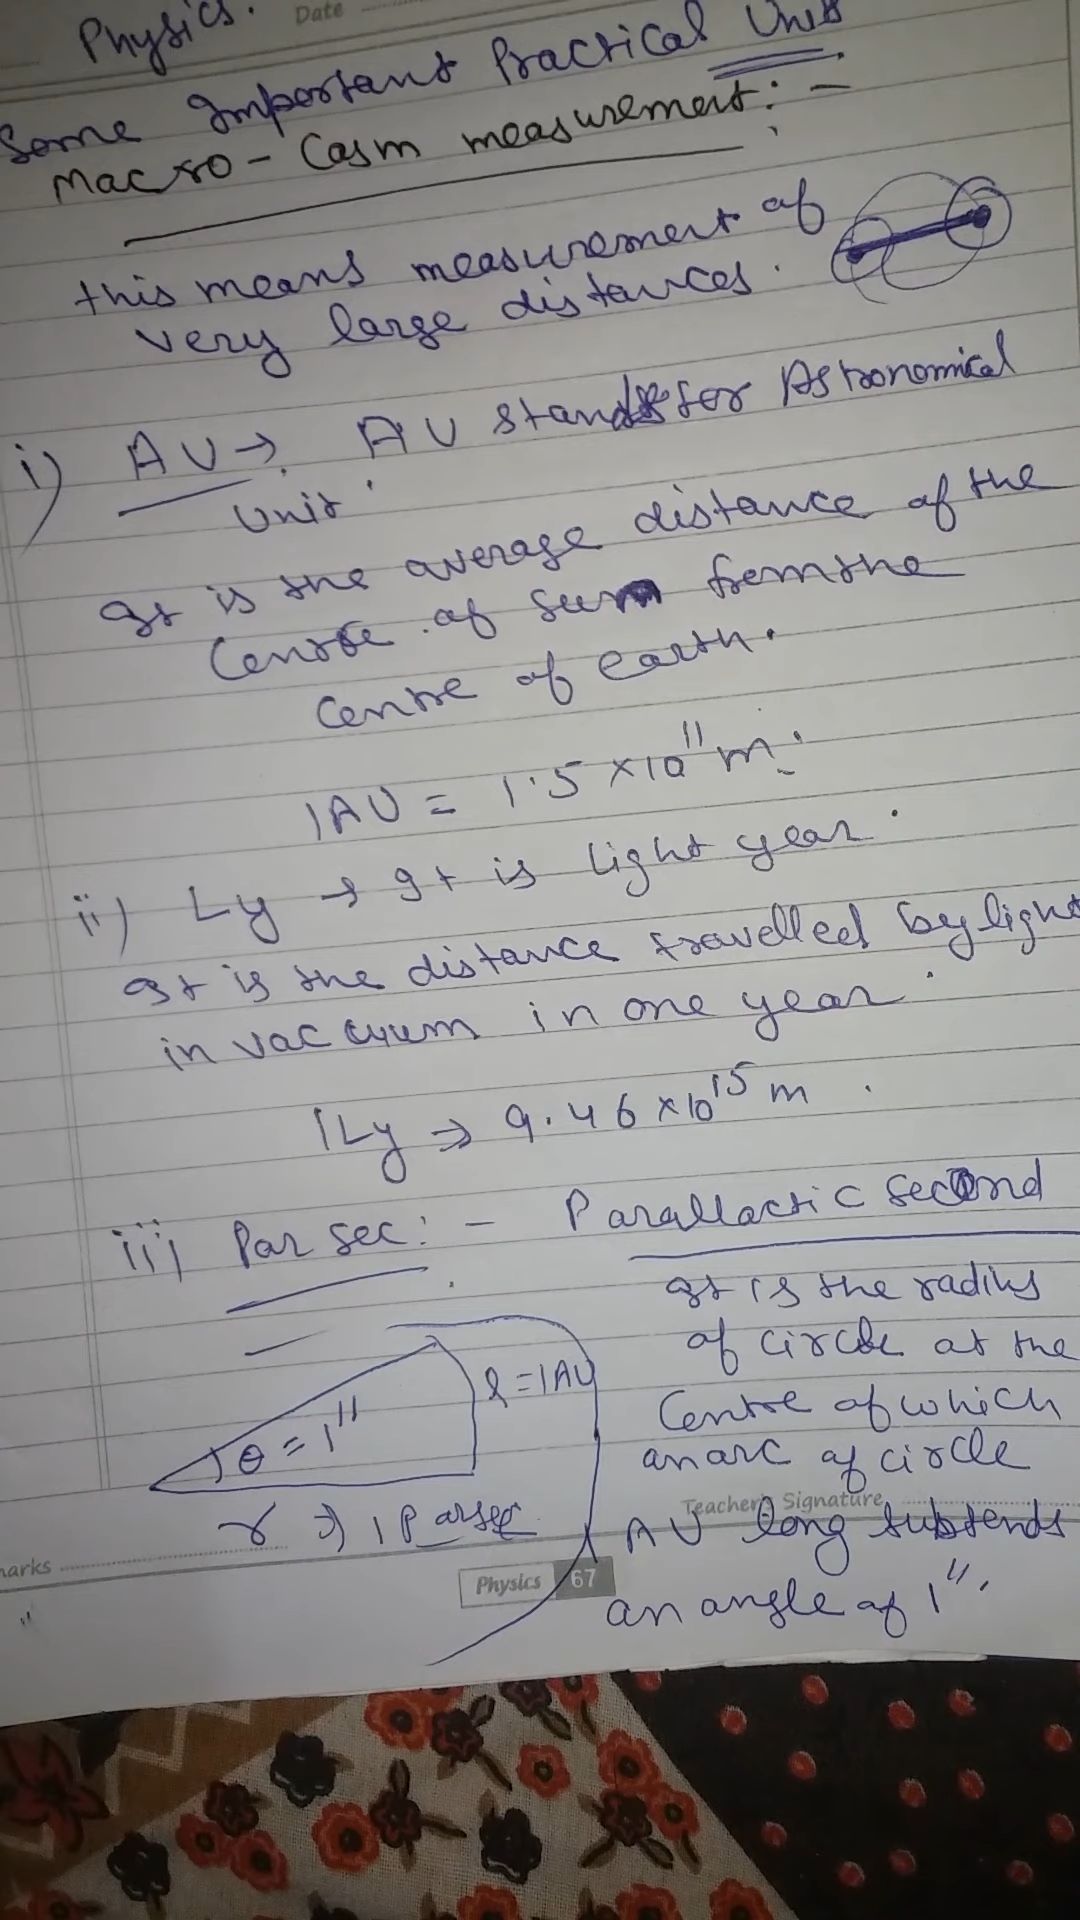 Physics.
Date
Some Important Practical Units
Macro-Casm measurement:-
this means measurement of
very large distances.
i) AU → AU stands for Astronomical
Unit.
It is the average distance of the
Centre of Sun from the
Centre of earth.
1AU = 1.5 ×10¹¹ m.
ii) Ly → It is light year.
It is the distance travelled by light
in vaccuum in one year.
1Ly ⇒ 9.46 ×10¹⁵ m.
iii) Par sec:- Parallactic Second
It is the radius
of Circle at the
Centre of which
an arc of circle
AU long subtends
an angle of 1".
l=1AU
θ = 1"
r ⇒ 1 Parsec
Teacher's Signature
Physics 67